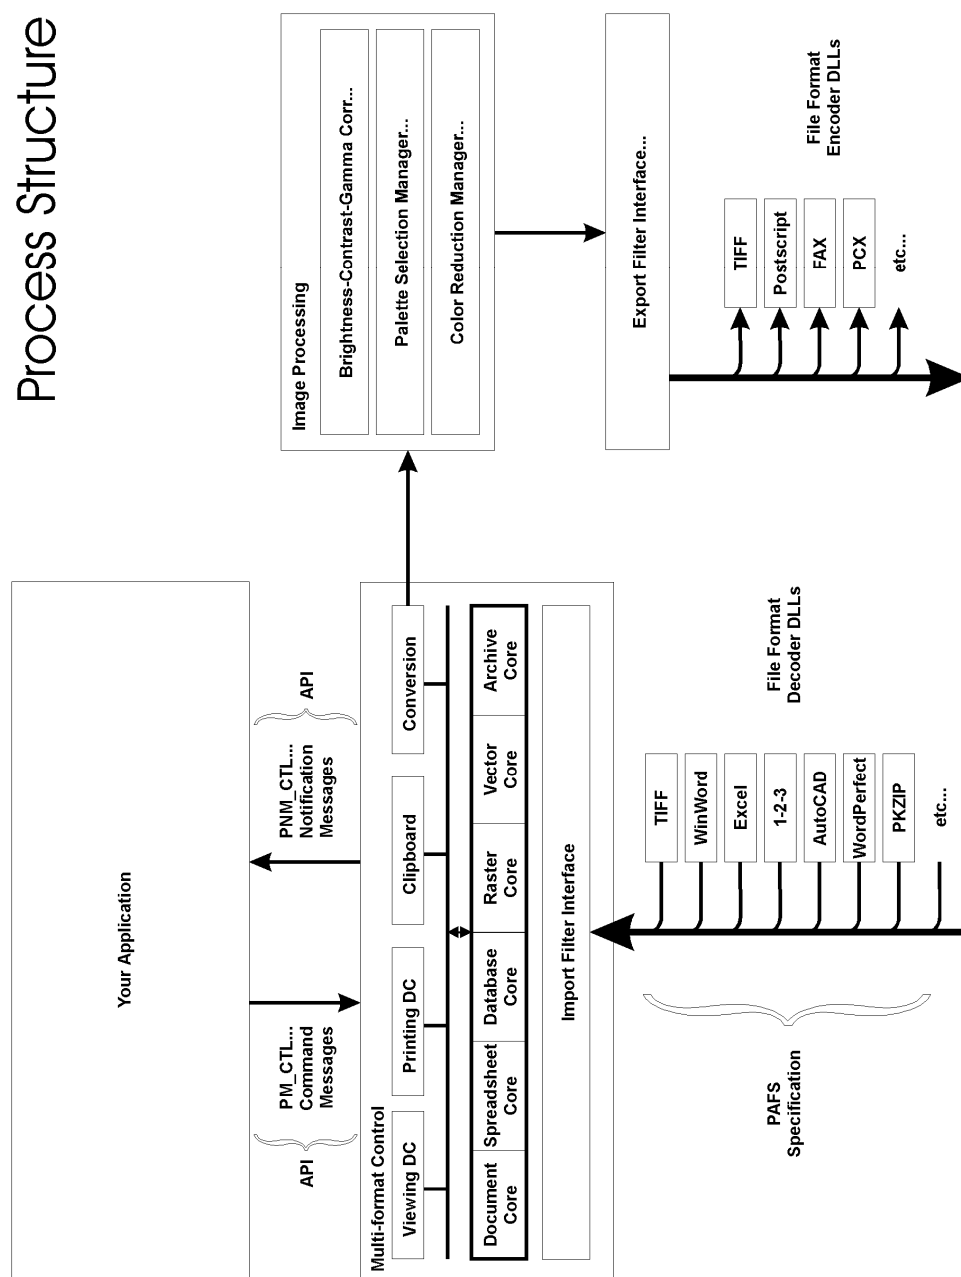 Process Structure
Your Application
API
PM_CTL...
Command
Messages
PNM_CTL...
Notification
Messages
API
Multi-format Control
Viewing DC
Printing DC
Clipboard
Conversion
Document
Core
Spreadsheet
Core
Database
Core
Raster
Core
Vector
Core
Archive
Core
Import Filter Interface
PAFS
Specification
TIFF
WinWord
Excel
1-2-3
AutoCAD
WordPerfect
PKZIP
etc...
File Format
Decoder DLLs
Image Processing
Brightness-Contrast-Gamma Corr...
Palette Selection Manager...
Color Reduction Manager...
Export Filter Interface...
TIFF
Postscript
FAX
PCX
etc...
File Format
Encoder DLLs